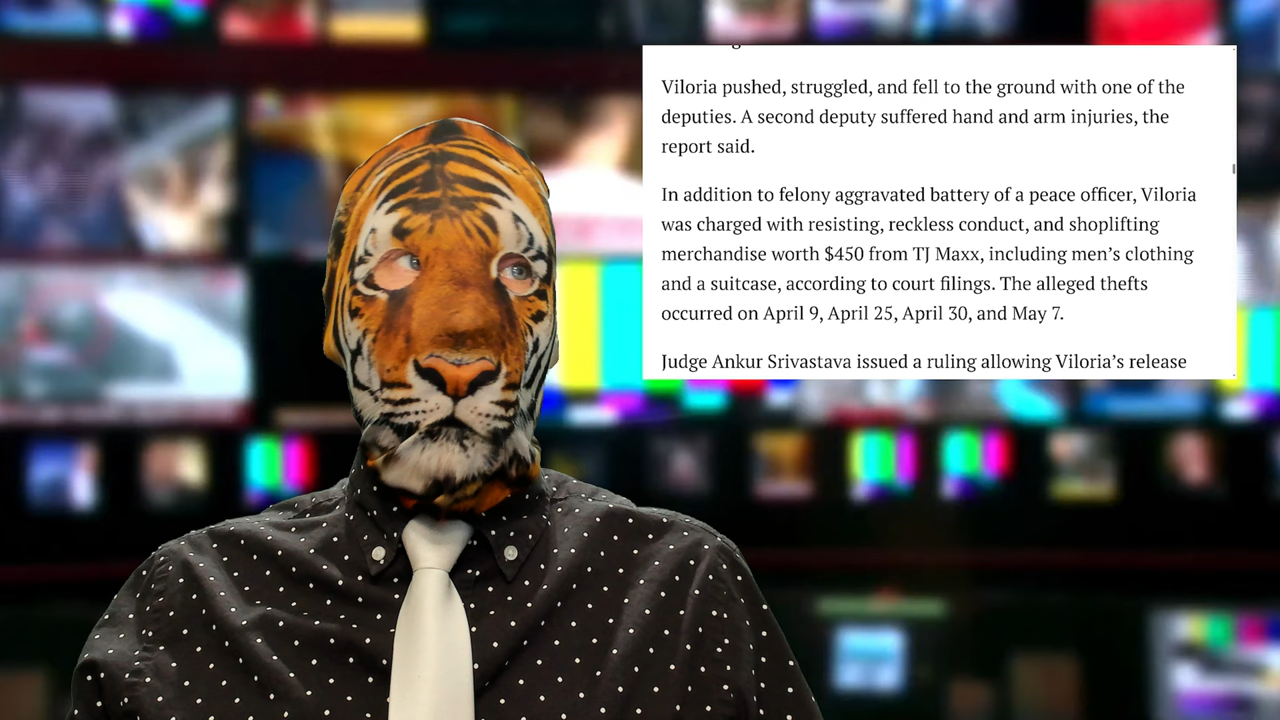 Viloria pushed, struggled, and fell to the ground with one of the
deputies. A second deputy suffered hand and arm injuries, the
report said.
In addition to felony aggravated battery of a peace officer, Viloria
was charged with resisting, reckless conduct, and shoplifting
merchandise worth $450 from TJ Maxx, including men’s clothing
and a suitcase, according to court filings. The alleged thefts
occurred on April 9, April 25, April 30, and May 7.
Judge Ankur Srivastava issued a ruling allowing Viloria’s release